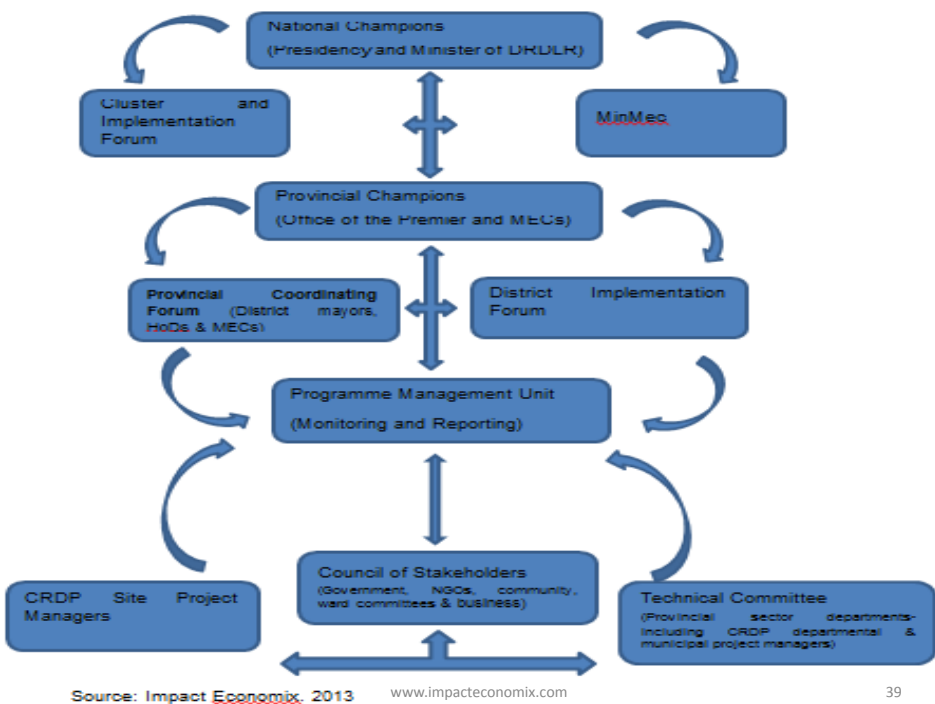 National Champions
(Presidency and Minister of DRDLR)
Cluster and
Implementation
Forum
MinMec
Provincial Champions
(Office of the Premier and MECs)
Provincial Coordinating
Forum (District mayors,
HoDs & MECs)
District Implementation
Forum
Programme Management Unit
(Monitoring and Reporting)
CRDP Site Project
Managers
Council of Stakeholders
(Government, NGOs, community,
ward committees & business)
Technical Committee
(Provincial sector departments-
including CRDP departmental &
municipal project managers)
Source: Impact Economix. 2013
www.impacteconomix.com
39